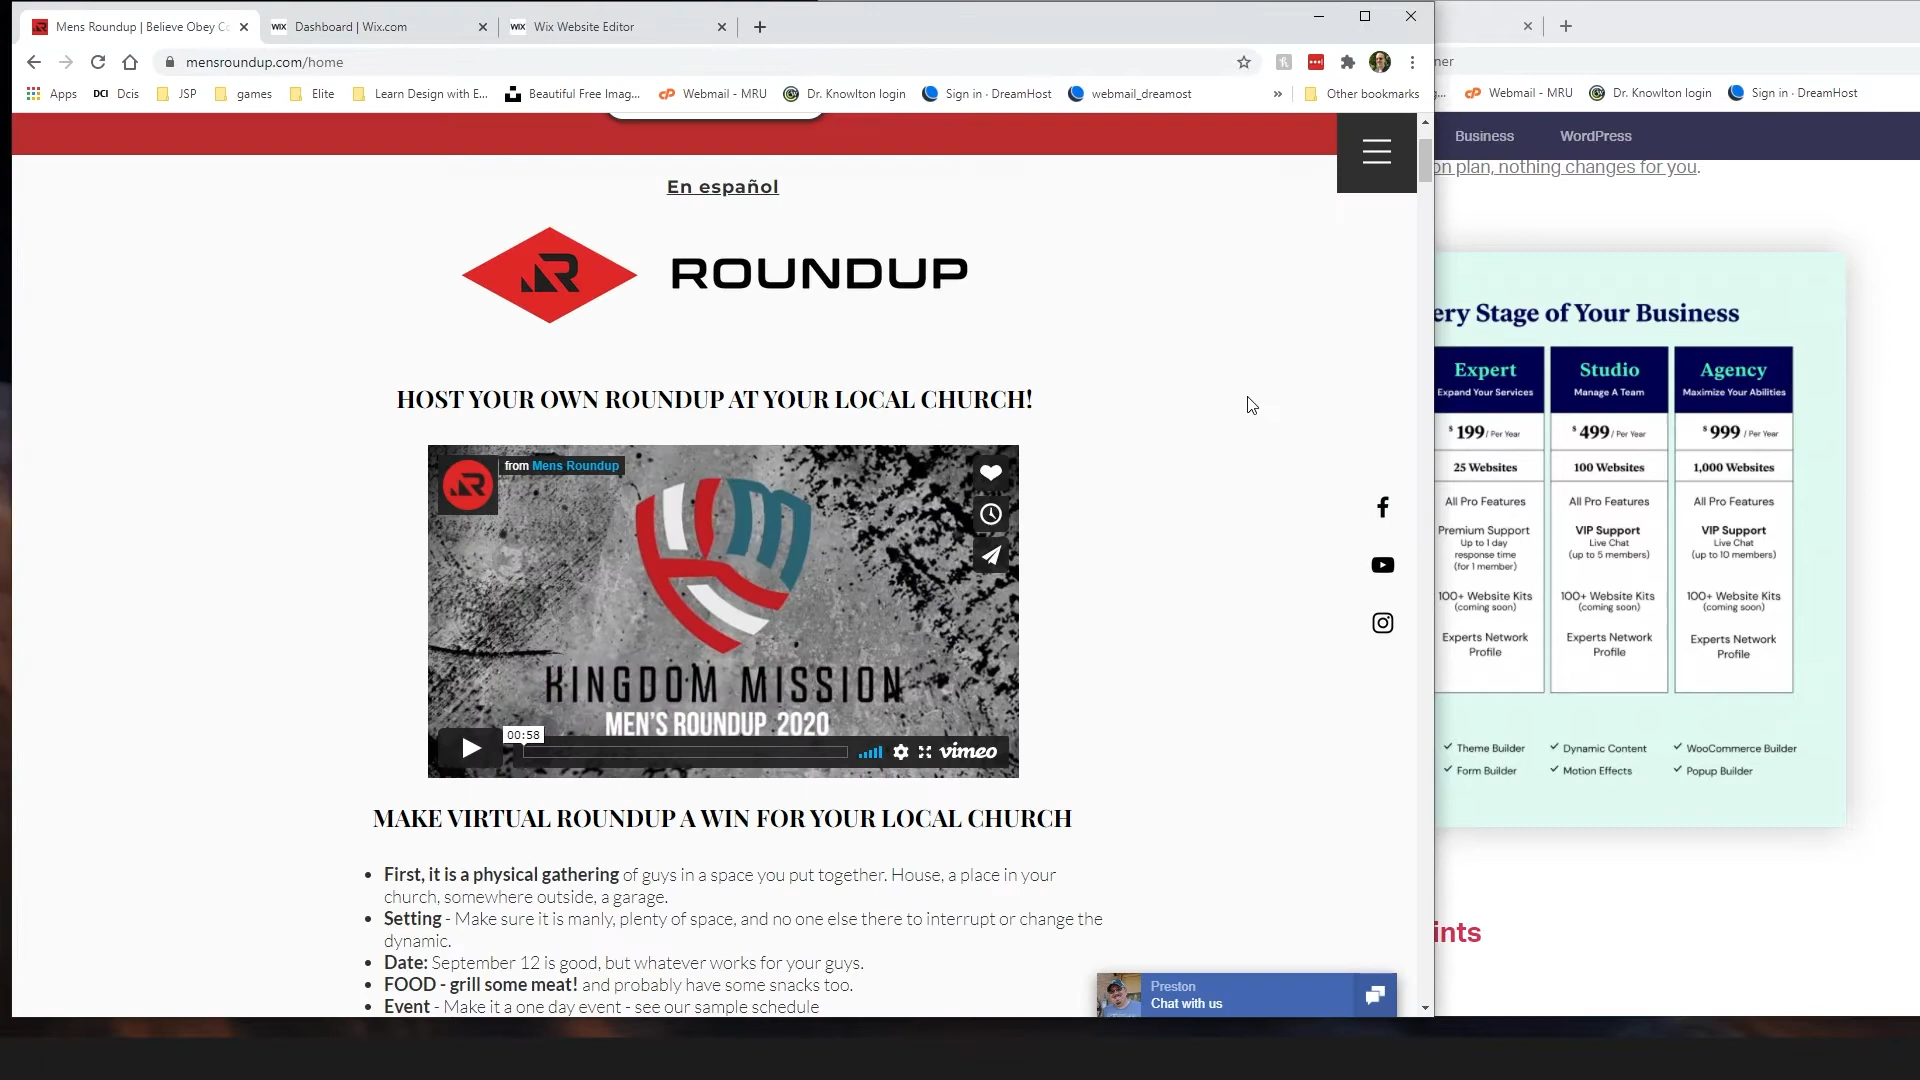 Mens Roundup | Believe Obey Co
WIX Dashboard | Wix.com
WIX Wix Website Editor
mensroundup.com/home
ner
Apps
DCI Dcis
JSP
games
Elite
Learn Design with E...
Beautiful Free Imag...
cP Webmail - MRU
Dr. Knowlton login
Sign in · DreamHost
webmail_dreamost
»
Other bookmarks
cP Webmail - MRU
Dr. Knowlton login
Sign in · DreamHost
Business
WordPress
on plan, nothing changes for you.
En español
R ROUNDUP
HOST YOUR OWN ROUNDUP AT YOUR LOCAL CHURCH!
from Mens Roundup
KINGDOM MISSION
MEN'S ROUNDUP 2020
00:58
vimeo
MAKE VIRTUAL ROUNDUP A WIN FOR YOUR LOCAL CHURCH
• First, it is a physical gathering of guys in a space you put together. House, a place in your
church, somewhere outside, a garage.
• Setting - Make sure it is manly, plenty of space, and no one else there to interrupt or change the
dynamic.
• Date: September 12 is good, but whatever works for your guys.
• FOOD - grill some meat! and probably have some snacks too.
• Event - Make it a one day event - see our sample schedule
Preston
Chat with us
ery Stage of Your Business
Expert
Expand Your Services
$199 / Per Year
25 Websites
All Pro Features
Premium Support
Up to 1 day
response time
(for 1 member)
100+ Website Kits
(coming soon)
Experts Network
Profile
Studio
Manage A Team
$499 / Per Year
100 Websites
All Pro Features
VIP Support
Live Chat
(up to 5 members)
100+ Website Kits
(coming soon)
Experts Network
Profile
Agency
Maximize Your Abilities
$999 / Per Year
1,000 Websites
All Pro Features
VIP Support
Live Chat
(up to 10 members)
100+ Website Kits
(coming soon)
Experts Network
Profile
Theme Builder
Dynamic Content
WooCommerce Builder
Form Builder
Motion Effects
Popup Builder
ints